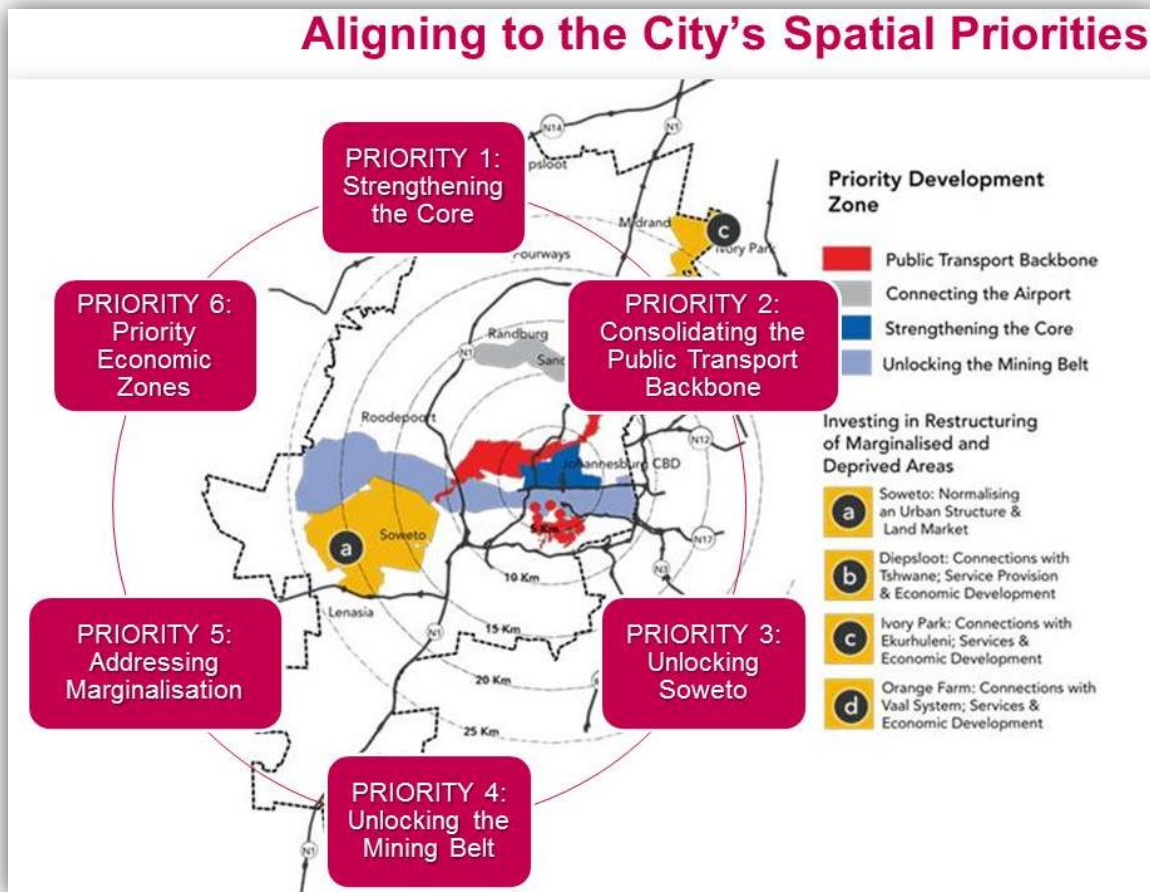 Aligning to the City's Spatial Priorities
PRIORITY 1:
Strengthening
the Core
PRIORITY 2:
Consolidating the
Public Transport
Backbone
PRIORITY 3:
Unlocking
Soweto
PRIORITY 4:
Unlocking the
Mining Belt
PRIORITY 5:
Addressing
Marginalisation
PRIORITY 6:
Priority
Economic
Zones
N14
N1
psloot
Midrand
c
Ivory Park
ourways
Randburg
N1
Sand
Roodepoort
N12
Johannesburg CBD
a
Soweto
5 Km
N17
N3
10 Km
Lenasia
N1
15 Km
20 Km
25 Km
N1
Priority Development
Zone
Public Transport Backbone
Connecting the Airport
Strengthening the Core
Unlocking the Mining Belt
Investing in Restructuring
of Marginalised and
Deprived Areas
a
Soweto: Normalising
an Urban Structure &
Land Market
b
Diepsloot: Connections with
Tshwane; Service Provision
& Economic Development
c
Ivory Park: Connections with
Ekurhuleni; Services &
Economic Development
d
Orange Farm: Connections with
Vaal System; Services &
Economic Development